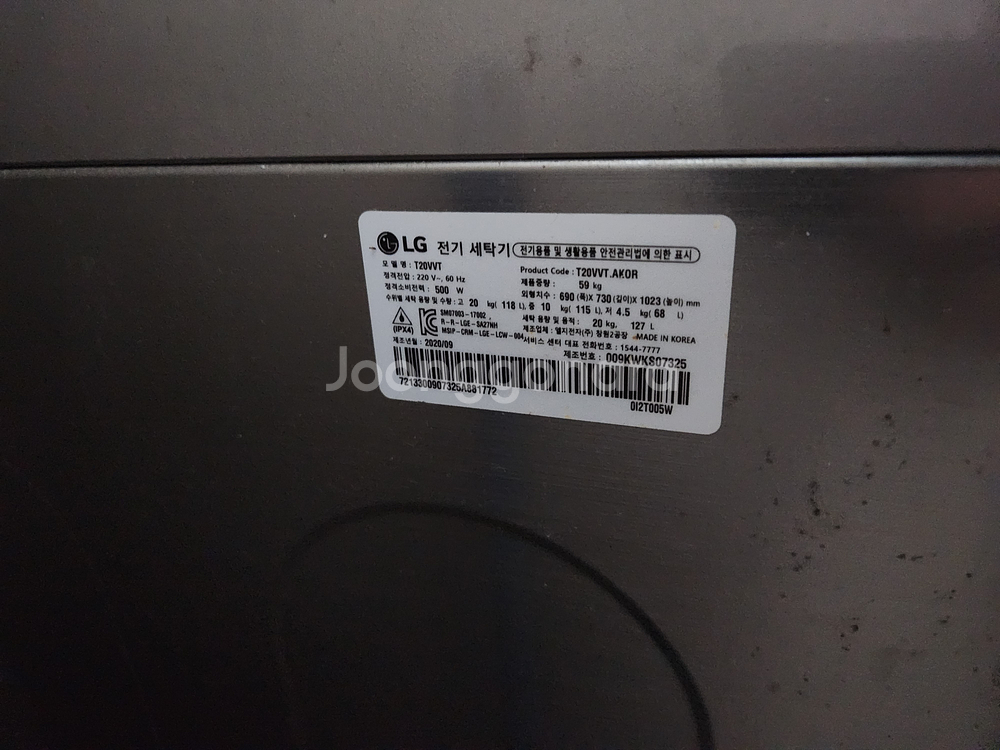 LG 전기 세탁기 전기용품 및 생활용품 안전관리법에 의한 표시
모 델 명 : T20VVT Product Code : T20VVT.AKOR
정격전압 : 220 V~, 60 Hz 제품중량 : 59 kg
정격소비전력 : 500 W 외형치수 : 690 (폭)X 730 (깊이)X 1023 (높이) mm
수위별 세탁 용량 및 수량 : 고 20 kg( 118 L), 중 10 kg( 115 L), 저 4.5 kg( 68 L)
SM07003-17002 세탁 용량 및 용적 : 20 kg, 127 L
R-R-LGE-SA27NH 제조업체 : 엘지전자(주) 창원2공장 MADE IN KOREA
(IPX4) MSIP-CRM-LGE-LCW-004 서비스 센터 대표 전화번호 : 1544-7777
제조년월 : 2020/09 제조번호 : 009KWKS07325
7213300907325A881772
0I2T005W
Joonggonara